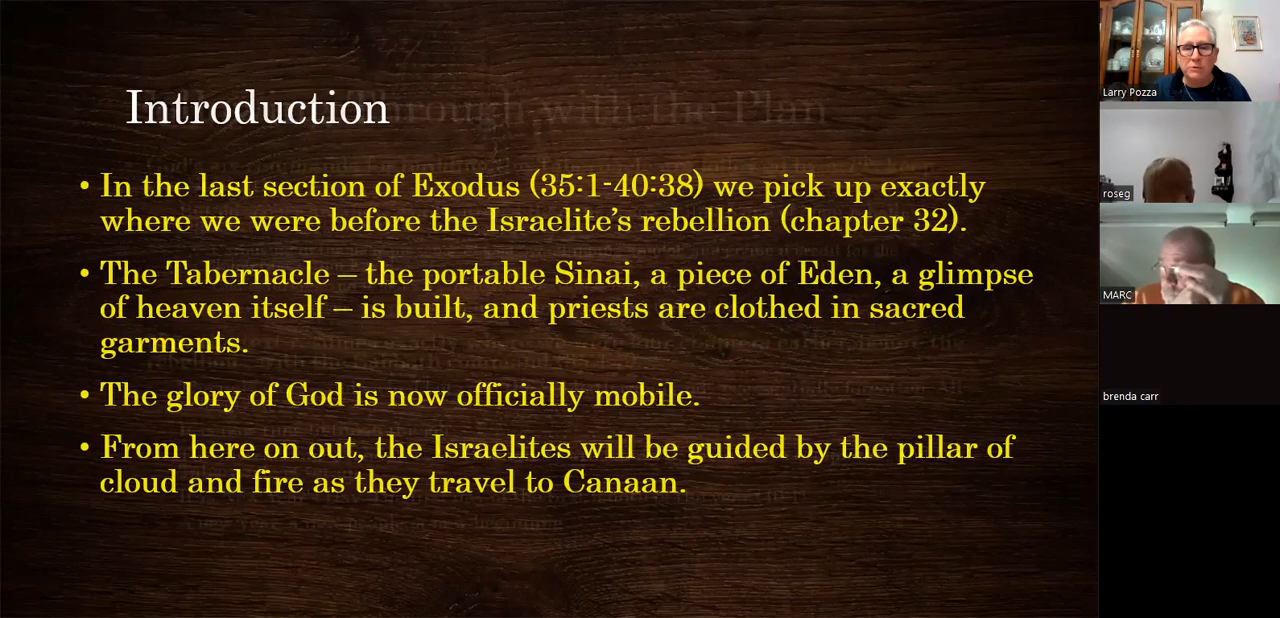 Introduction
Through with the Plan
• In the last section of Exodus (35:1-40:38) we pick up exactly
where we were before the Israelite's rebellion (chapter 32).
• The Tabernacle – the portable Sinai, a piece of Eden, a glimpse
of heaven itself – is built, and priests are clothed in sacred
garments.
• The glory of God is now officially mobile.
• From here on out, the Israelites will be guided by the pillar of
cloud and fire as they travel to Canaan.
Larry Pozza
roseg
MARC
brenda carr